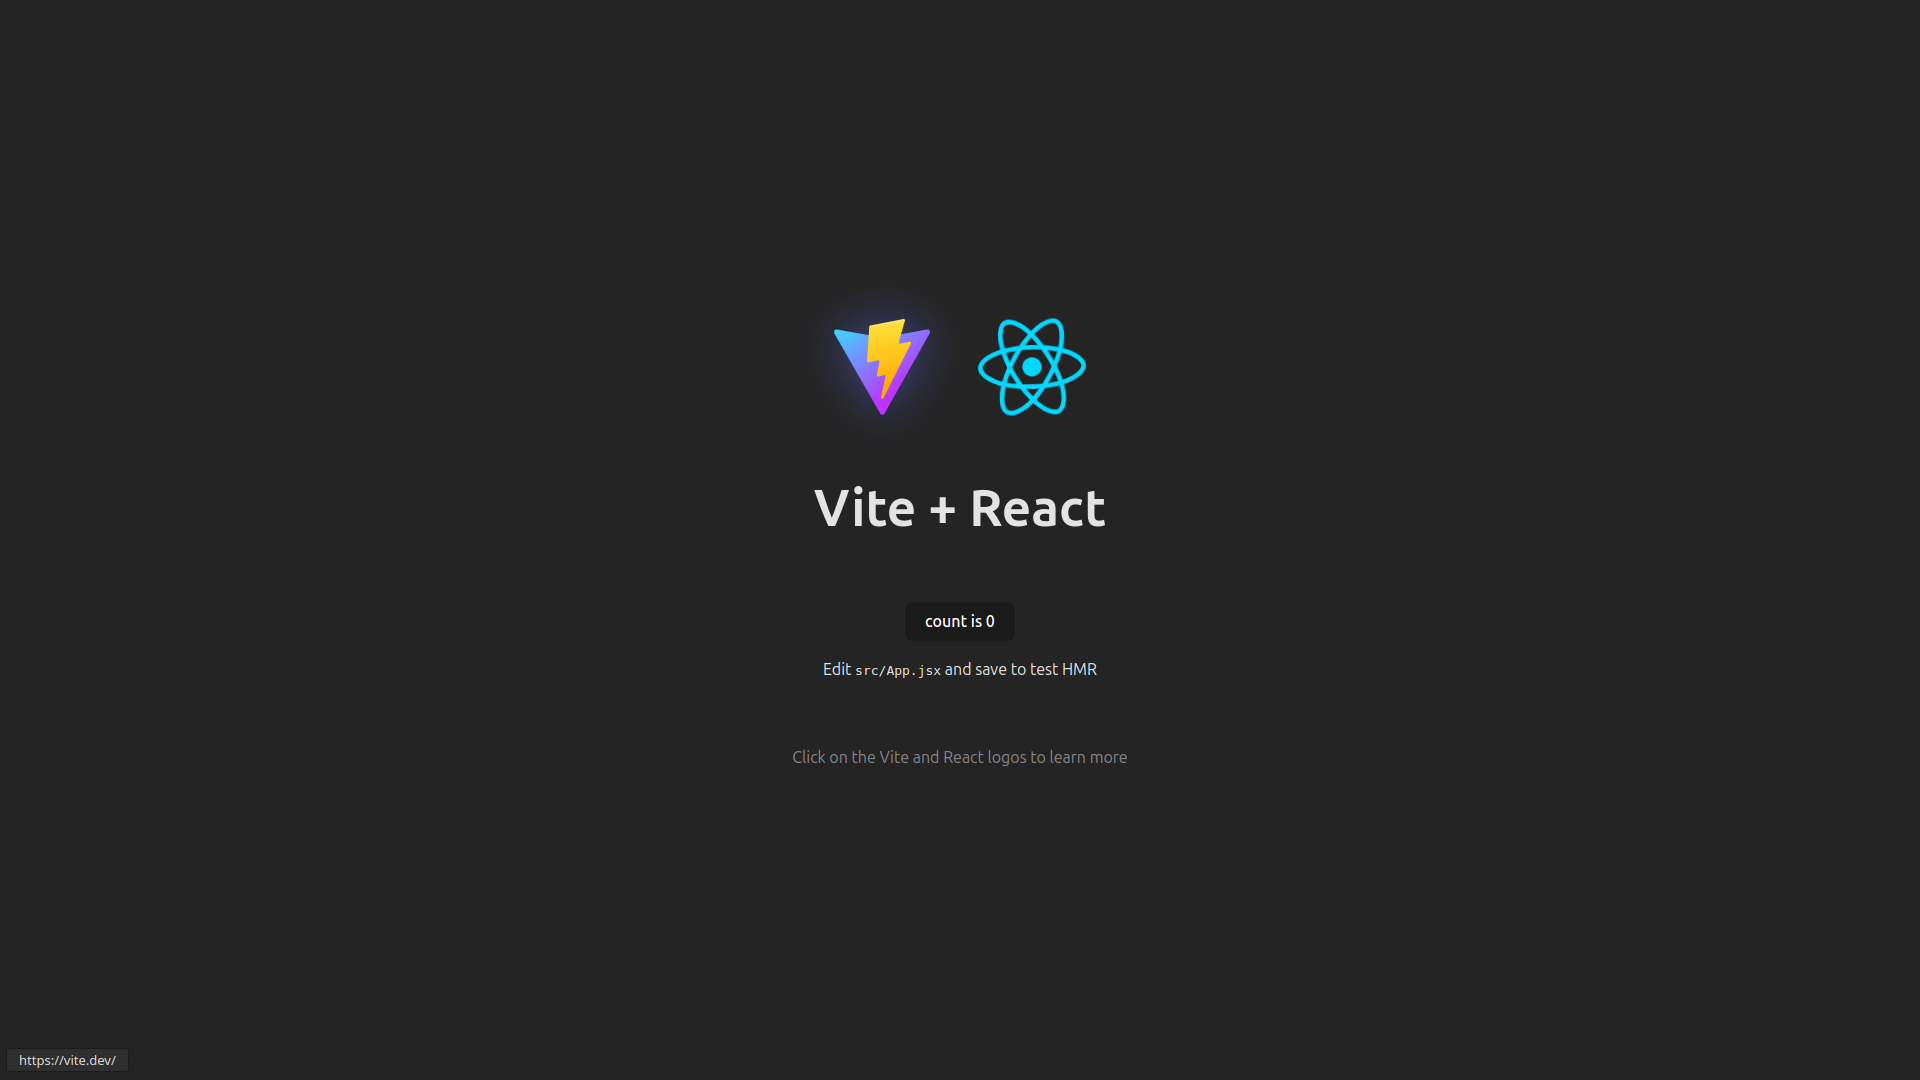 Vite + React
count is 0
Edit src/App.jsx and save to test HMR
Click on the Vite and React logos to learn more
https://vite.dev/